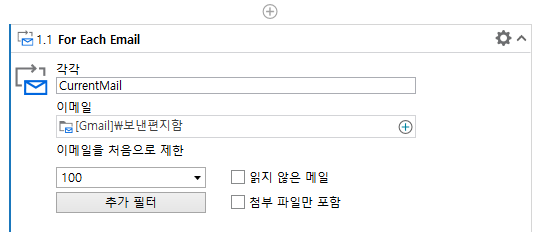 1.1 For Each Email
각각
CurrentMail
이메일
[Gmail]₩보낸편지함
이메일을 처음으로 제한
100
읽지 않은 메일
추가 필터
첨부 파일만 포함